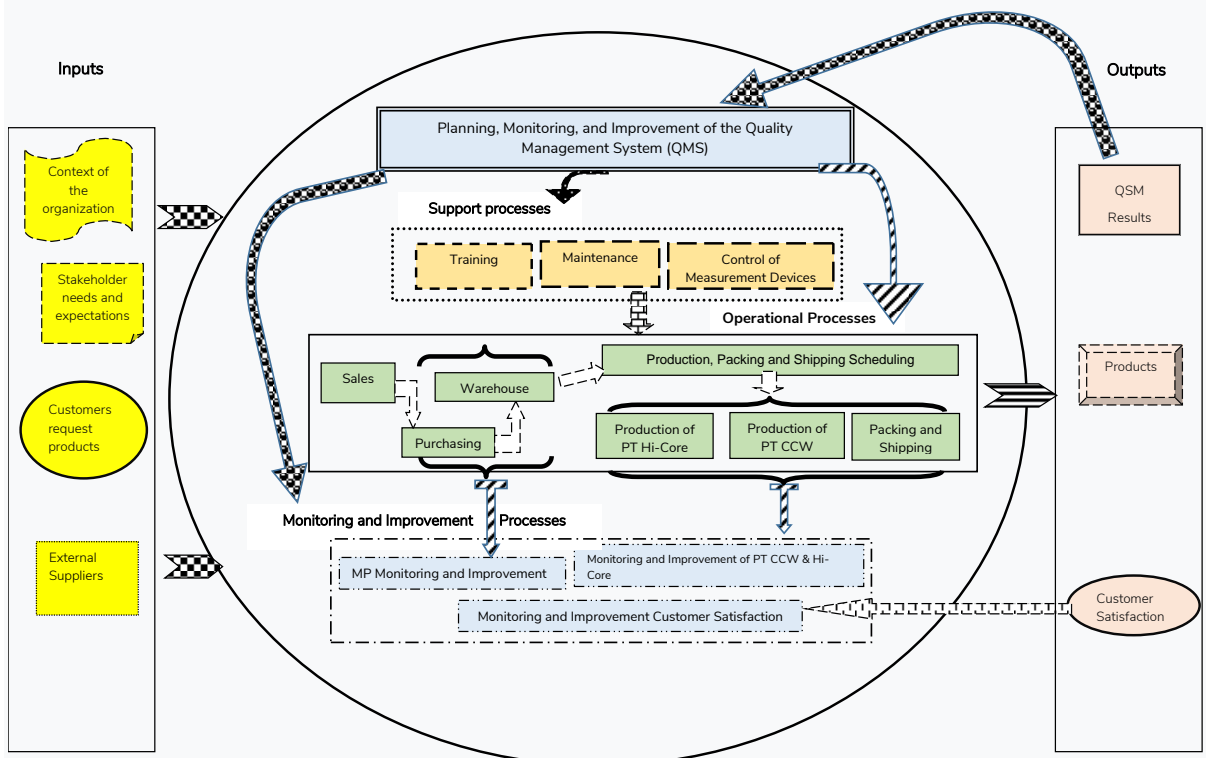 Inputs
Outputs
Planning, Monitoring, and Improvement of the Quality
Management System (QMS)
Context of
the
organization
QSM
Results
Support processes
Training
Maintenance
Control of
Measurement Devices
Stakeholder
needs and
expectations
Operational Processes
Production, Packing and Shipping Scheduling
Sales
Warehouse
Products
Customers
request
products
Purchasing
Production of
PT Hi-Core
Production of
PT CCW
Packing and
Shipping
Monitoring and Improvement Processes
External
Suppliers
MP Monitoring and Improvement
Monitoring and Improvement of PT CCW & Hi-
Core
Monitoring and Improvement Customer Satisfaction
Customer
Satisfaction